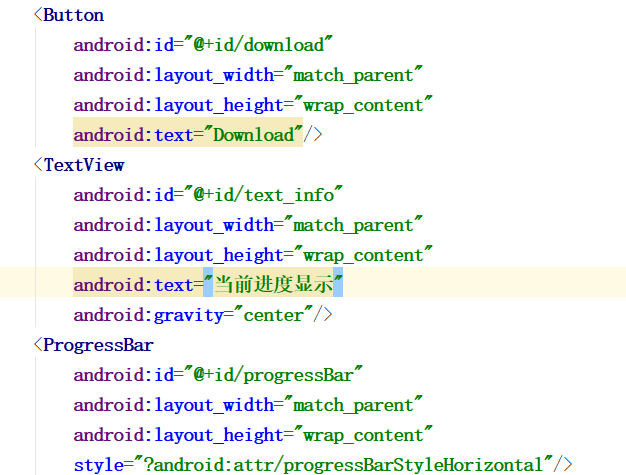 <Button
android:id="@+id/download"
android:layout_width="match_parent"
android:layout_height="wrap_content"
android:text="Download"/>
<TextView
android:id="@+id/text_info"
android:layout_width="match_parent"
android:layout_height="wrap_content"
android:text="当前进度显示"
android:gravity="center"/>
<ProgressBar
android:id="@+id/progressBar"
android:layout_width="match_parent"
android:layout_height="wrap_content"
style="?android:attr/progressBarStyleHorizontal"/>